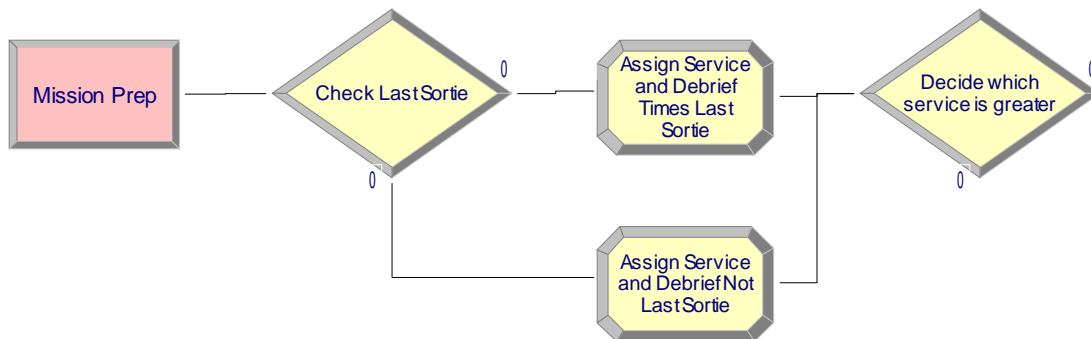 Mission Prep
Check Last Sortie
0
0
Assign Service
and Debrief
Times Last
Sortie
Assign Service
and Debrief Not
Last Sortie
Decide which
service is greater
0
0